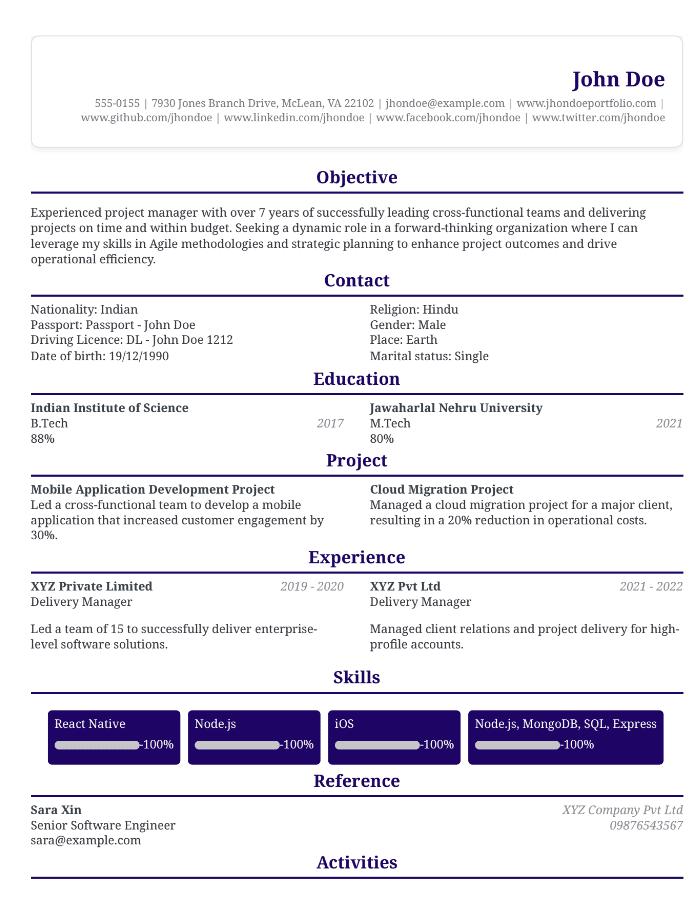 John Doe
555-0155 | 7930 Jones Branch Drive, McLean, VA 22102 | jhondoe@example.com | www.jhondoeportfolio.com |
www.github.com/jhondoe | www.linkedin.com/jhondoe | www.facebook.com/jhondoe | www.twitter.com/jhondoe
Objective
Experienced project manager with over 7 years of successfully leading cross-functional teams and delivering
projects on time and within budget. Seeking a dynamic role in a forward-thinking organization where I can
leverage my skills in Agile methodologies and strategic planning to enhance project outcomes and drive
operational efficiency.
Contact
Nationality: Indian
Passport: Passport - John Doe
Driving Licence: DL - John Doe 1212
Date of birth: 19/12/1990
Religion: Hindu
Gender: Male
Place: Earth
Marital status: Single
Education
Indian Institute of Science
B.Tech 2017
88%
Jawaharlal Nehru University
M.Tech 2021
80%
Project
Mobile Application Development Project
Led a cross-functional team to develop a mobile
application that increased customer engagement by
30%.
Cloud Migration Project
Managed a cloud migration project for a major client,
resulting in a 20% reduction in operational costs.
Experience
XYZ Private Limited 2019 - 2020
Delivery Manager
Led a team of 15 to successfully deliver enterprise-
level software solutions.
XYZ Pvt Ltd 2021 - 2022
Delivery Manager
Managed client relations and project delivery for high-
profile accounts.
Skills
React Native
-100%
Node.js
-100%
iOS
-100%
Node.js, MongoDB, SQL, Express
-100%
Reference
Sara Xin XYZ Company Pvt Ltd
Senior Software Engineer 09876543567
sara@example.com
Activities